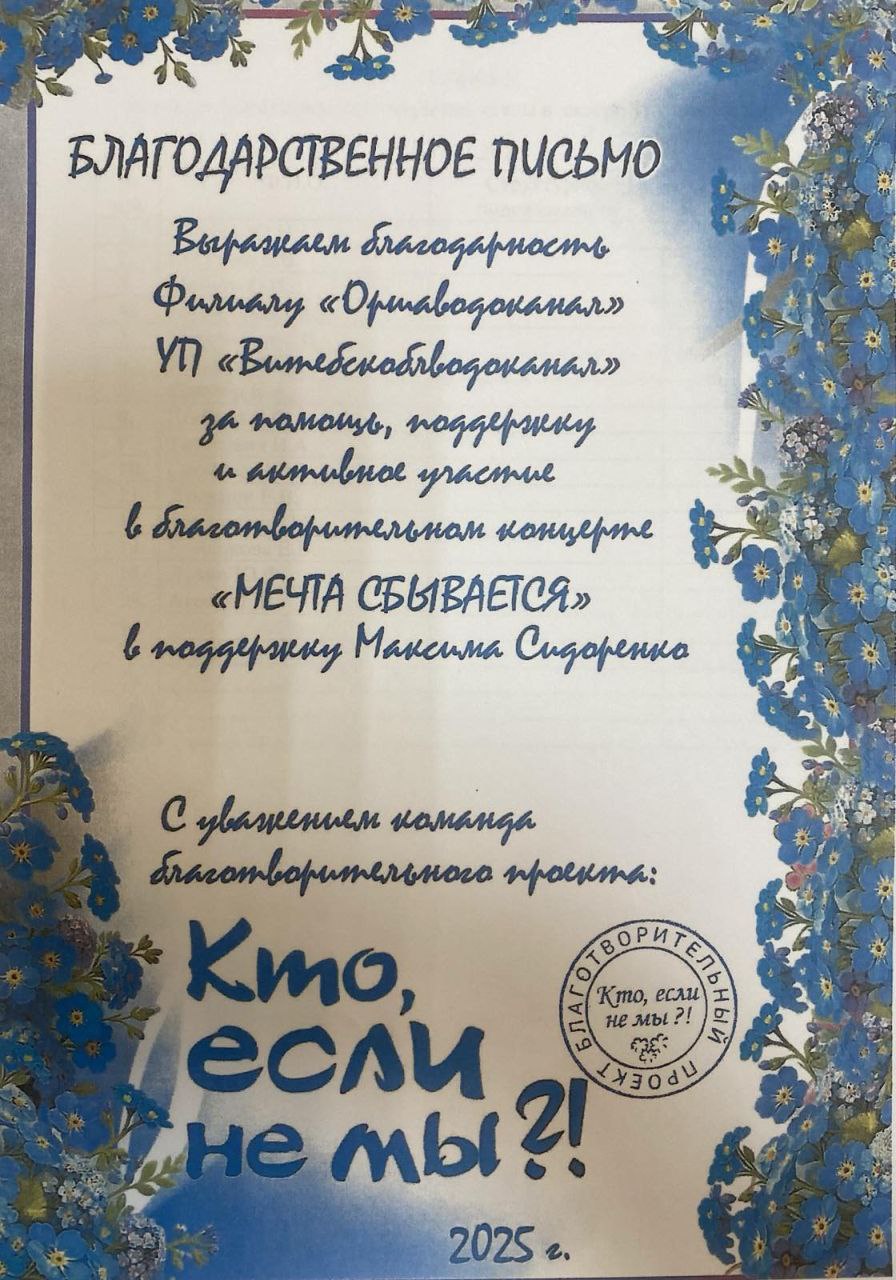 БЛАГОДАРСТВЕННОЕ ПИСЬМО
Выражаем благодарность
Филиалу «Оршаводоканал»
УП «Витебскоблводоканал»
за помощь, поддержку
и активное участие
в благотворительном концерте
«МЕЧТА СБЫВАЕТСЯ»
в поддержку Максима Сидоренко
С уважением команда
благотворительного проекта:
Кто,
если
не мы?!
БЛАГОТВОРИТЕЛЬНЫЙ ПРОЕКТ
Кто, если
не мы?!
2025 г.